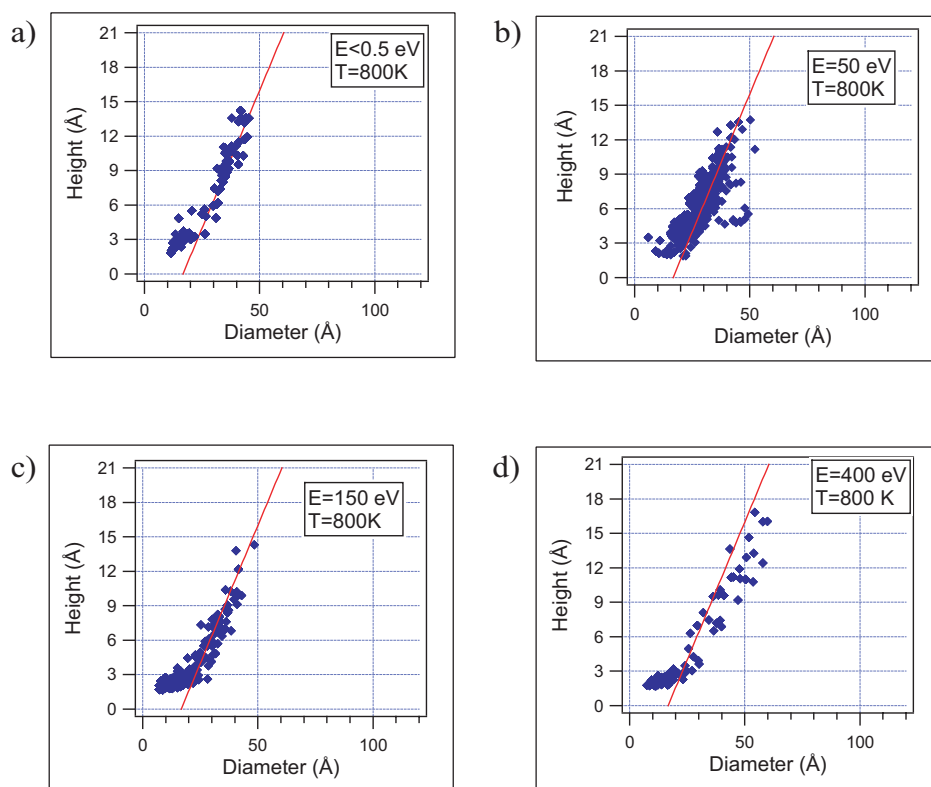 a)
E<0.5 eV
T=800K
Height (Å)
21
18
15
12
9
6
3
0
0
50
100
Diameter (Å)
b)
E=50 eV
T=800K
Height (Å)
21
18
15
12
9
6
3
0
0
50
100
Diameter (Å)
c)
E=150 eV
T=800K
Height (Å)
21
18
15
12
9
6
3
0
0
50
100
Diameter (Å)
d)
E=400 eV
T=800 K
Height (Å)
21
18
15
12
9
6
3
0
0
50
100
Diameter (Å)